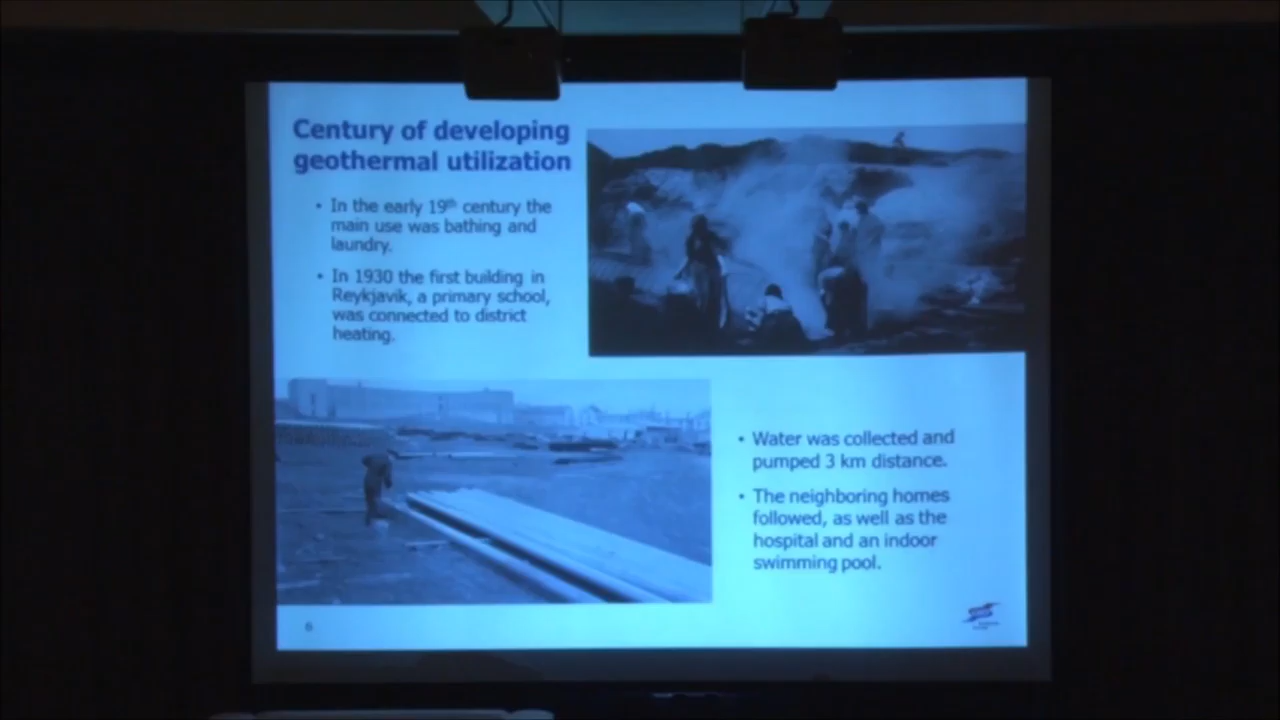 Century of developing
geothermal utilization
• In the early 19th century the
main use was bathing and
laundry.
• In 1930 the first building in
Reykjavik, a primary school,
was connected to district
heating.
• Water was collected and
pumped 3 km distance.
• The neighboring homes
followed, as well as the
hospital and an indoor
swimming pool.
6